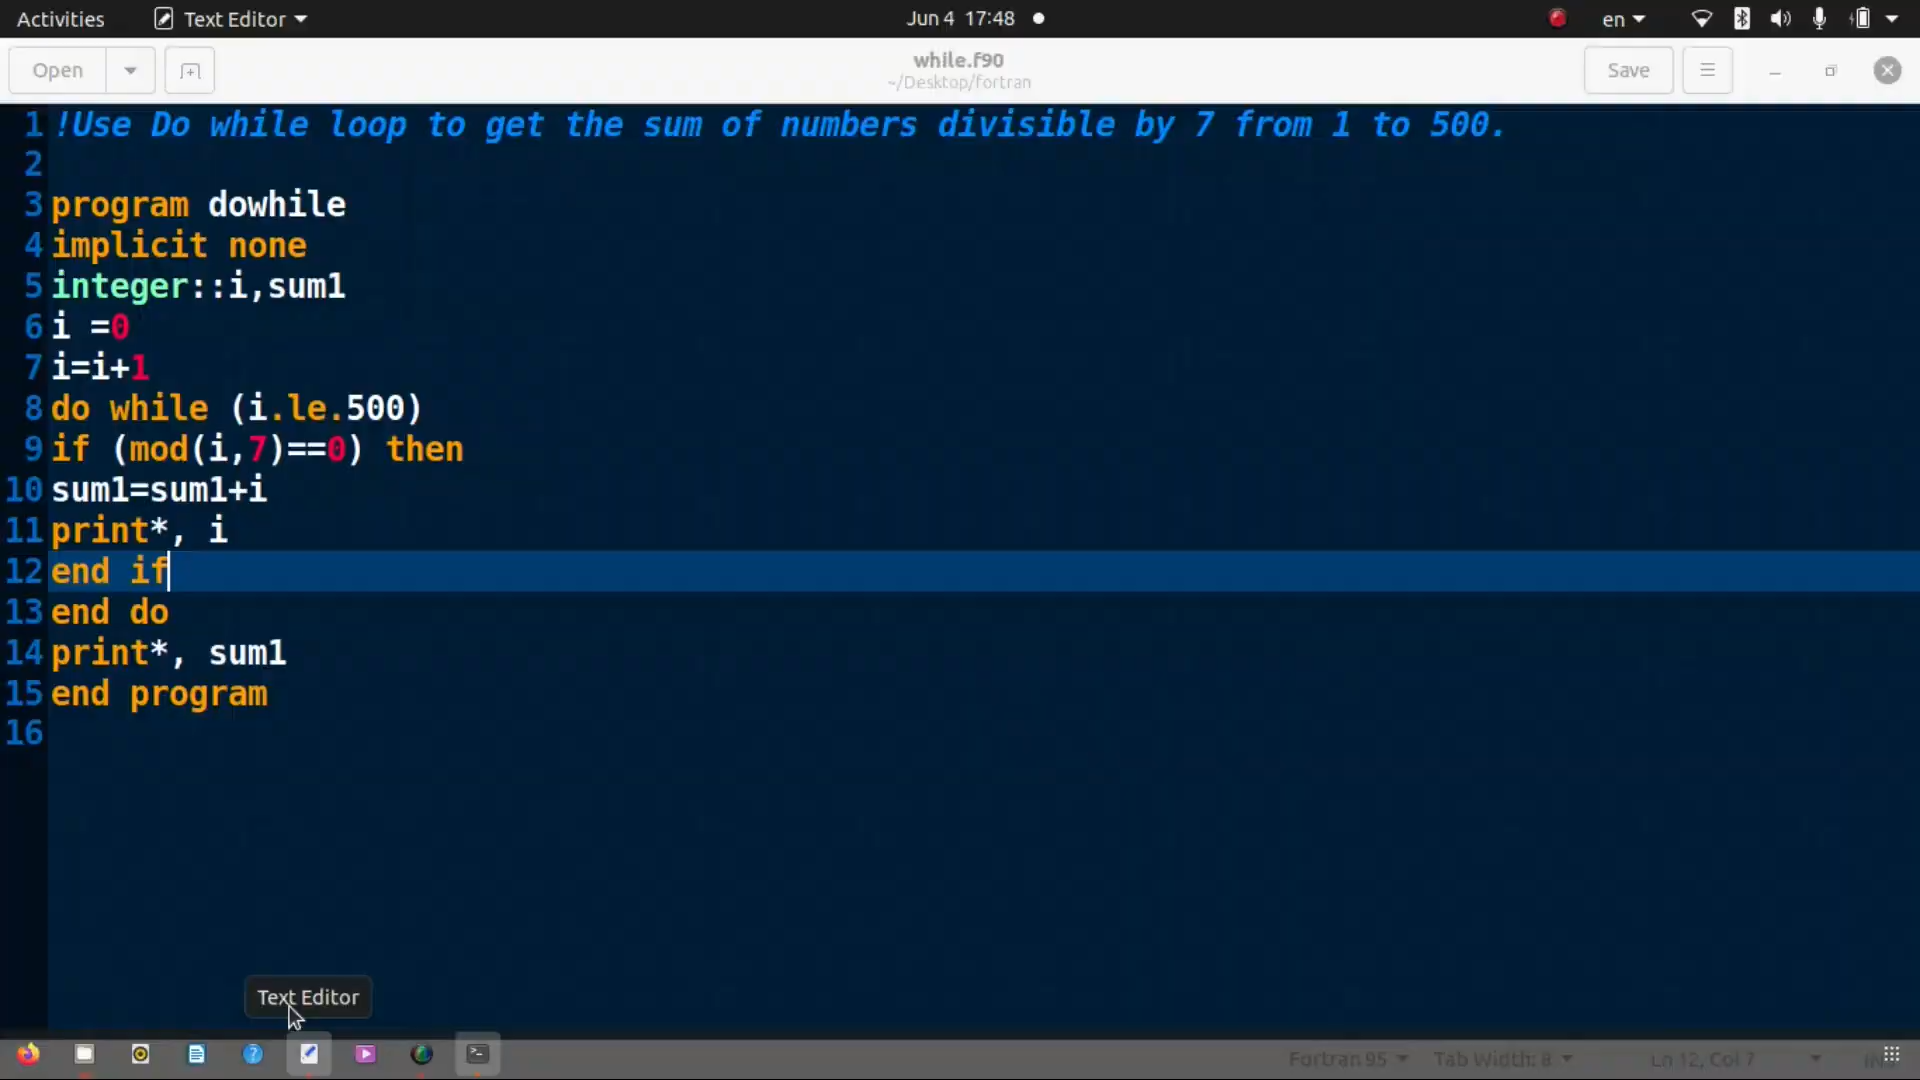 Activities Text Editor Jun 4 17:48 en
Open while.f90 Save
~/Desktop/fortran
1 !Use Do while loop to get the sum of numbers divisible by 7 from 1 to 500.
2
3 program dowhile
4 implicit none
5 integer::i,sum1
6 i =0
7 i=i+1
8 do while (i.le.500)
9 if (mod(i,7)==0) then
10 sum1=sum1+i
11 print*, i
12 end if
13 end do
14 print*, sum1
15 end program
16
Text Editor
Fortran 95 Tab Width: 8 Ln 12, Col 7